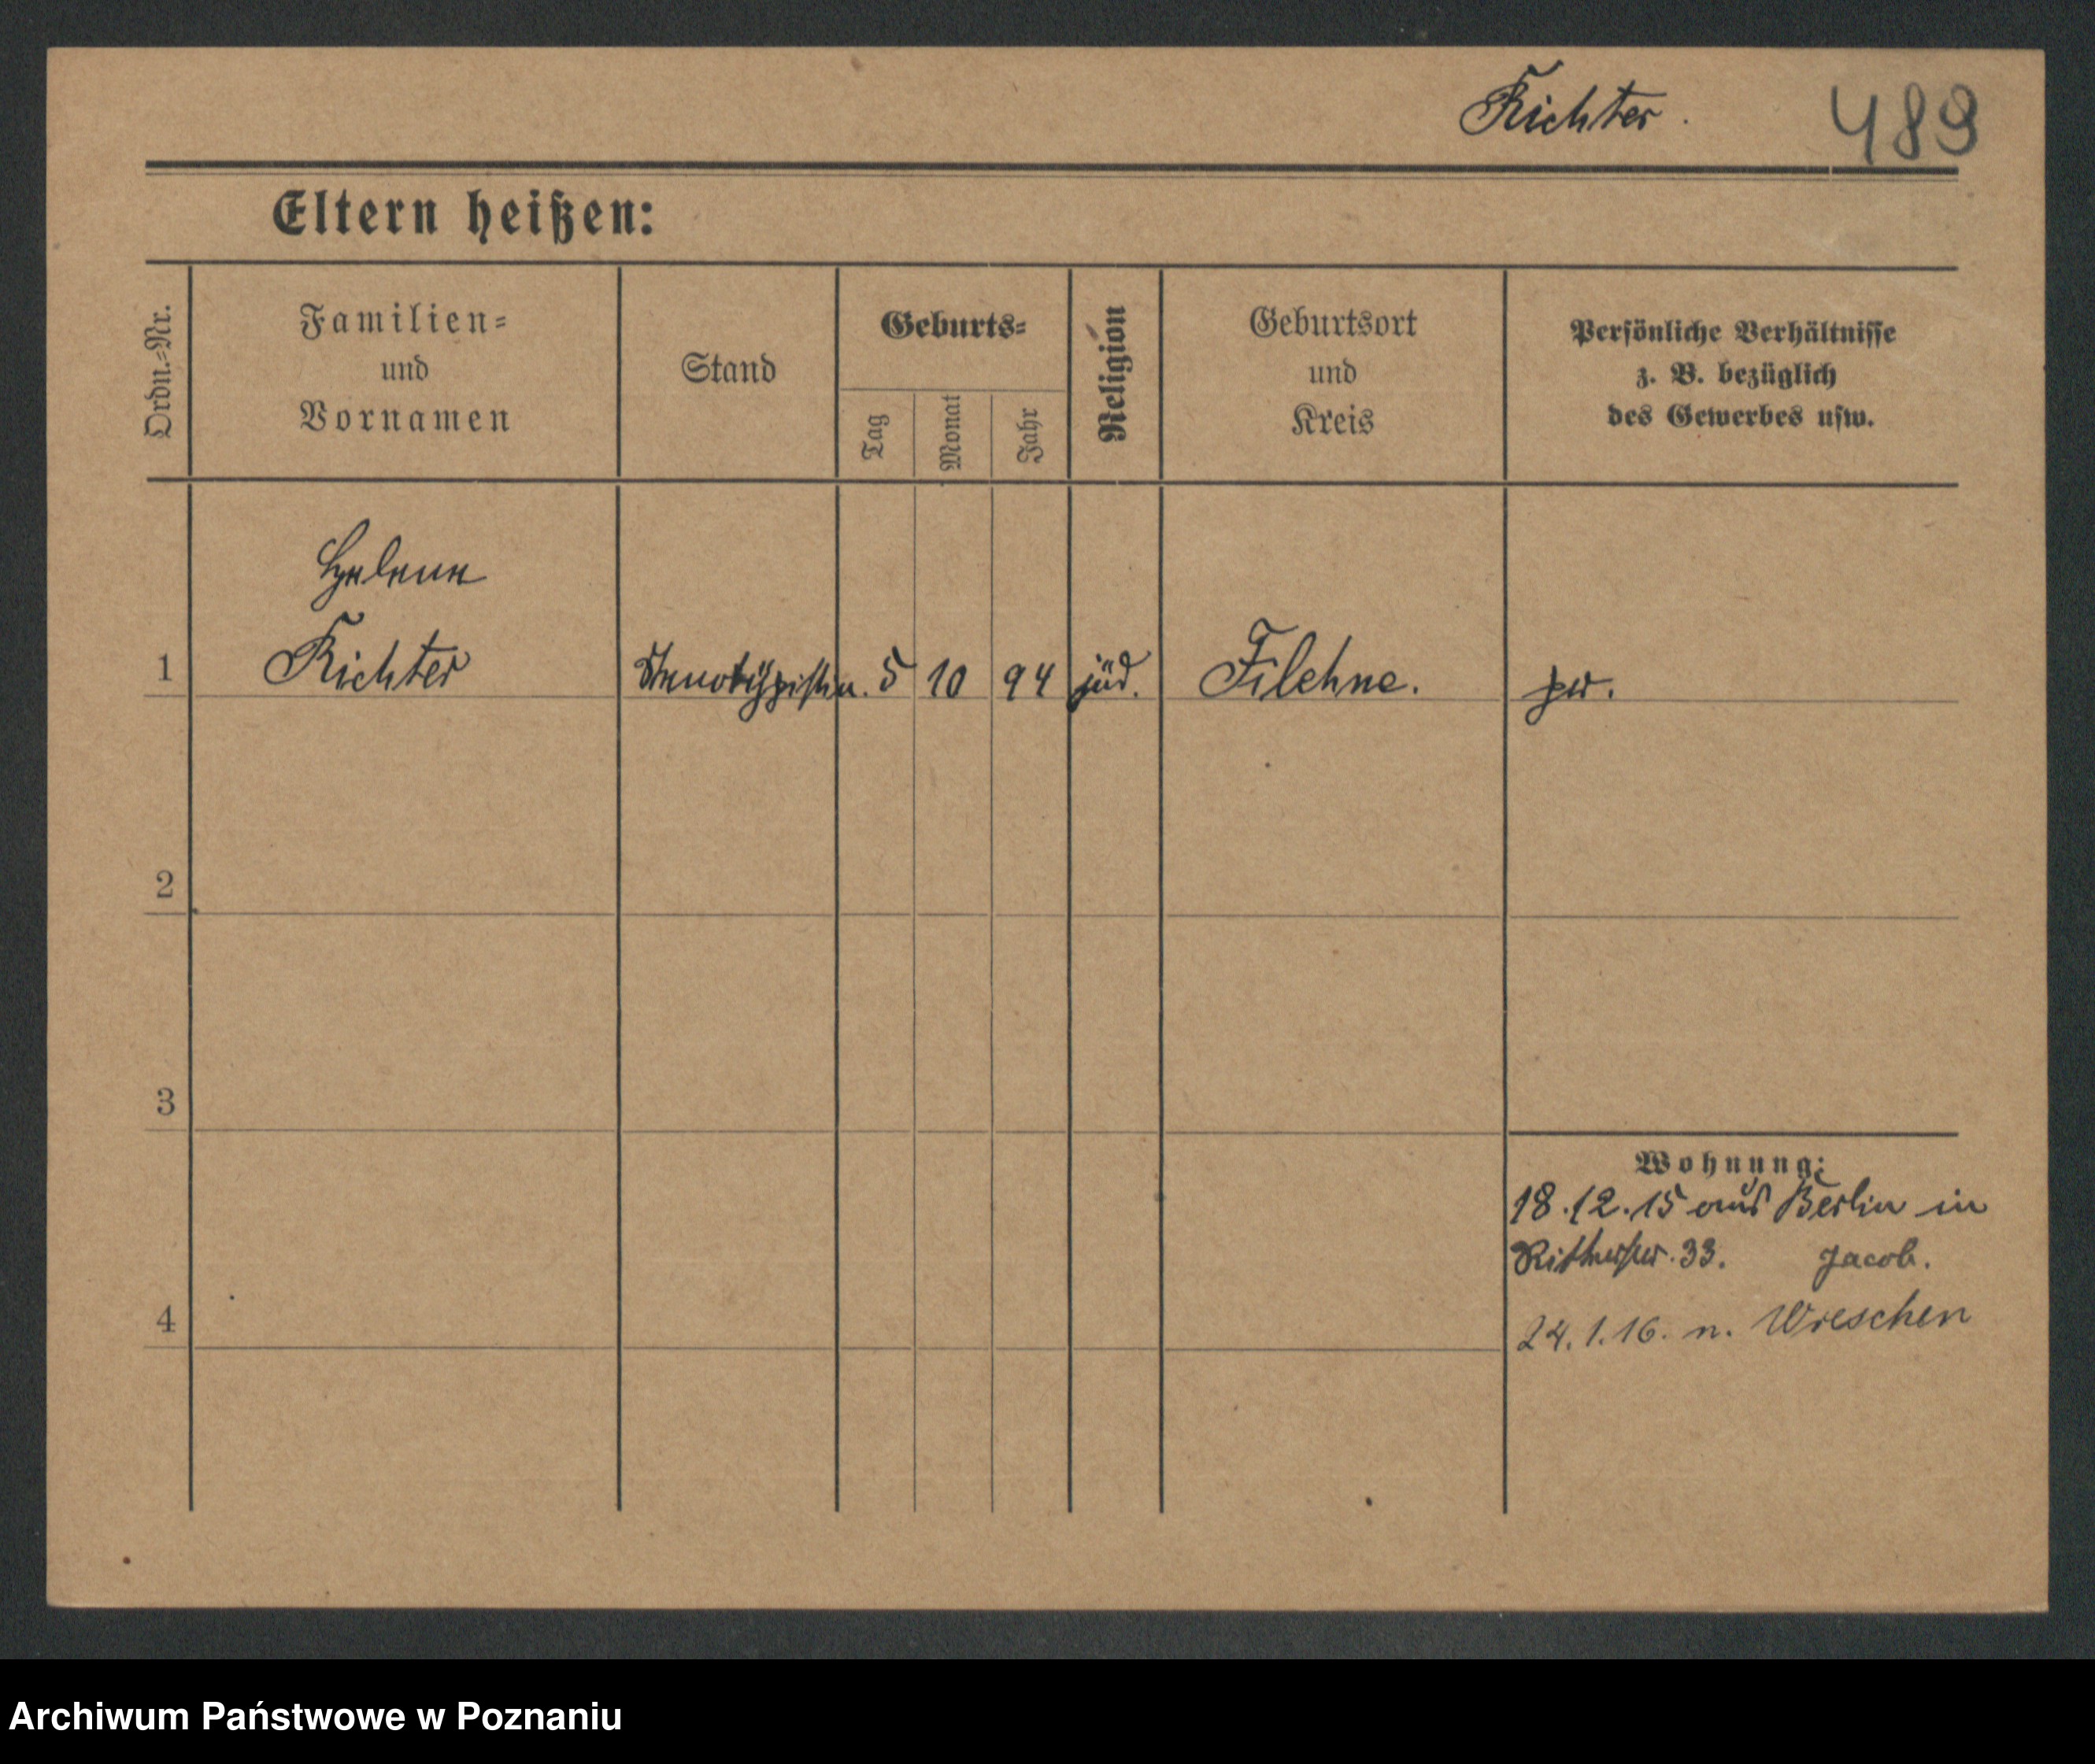 Richter. 489
Eltern heißen:
Ordn.=Nr.
Familien=
und
Vornamen
Stand
Geburts=
Tag
Monat
Jahr
Religion
Geburtsort
und
Kreis
Persönliche Verhältnisse
z. B. bezüglich
des Gewerbes usw.
Helene
1 Richter Stenotypistin. 5 10 94 jüd. Filehne.
2
3
4
Wohnung:
18.12.15 aus Berlin in
33. Jacob.
24.1.16. n. Wreschen
Archiwum Państwowe w Poznaniu